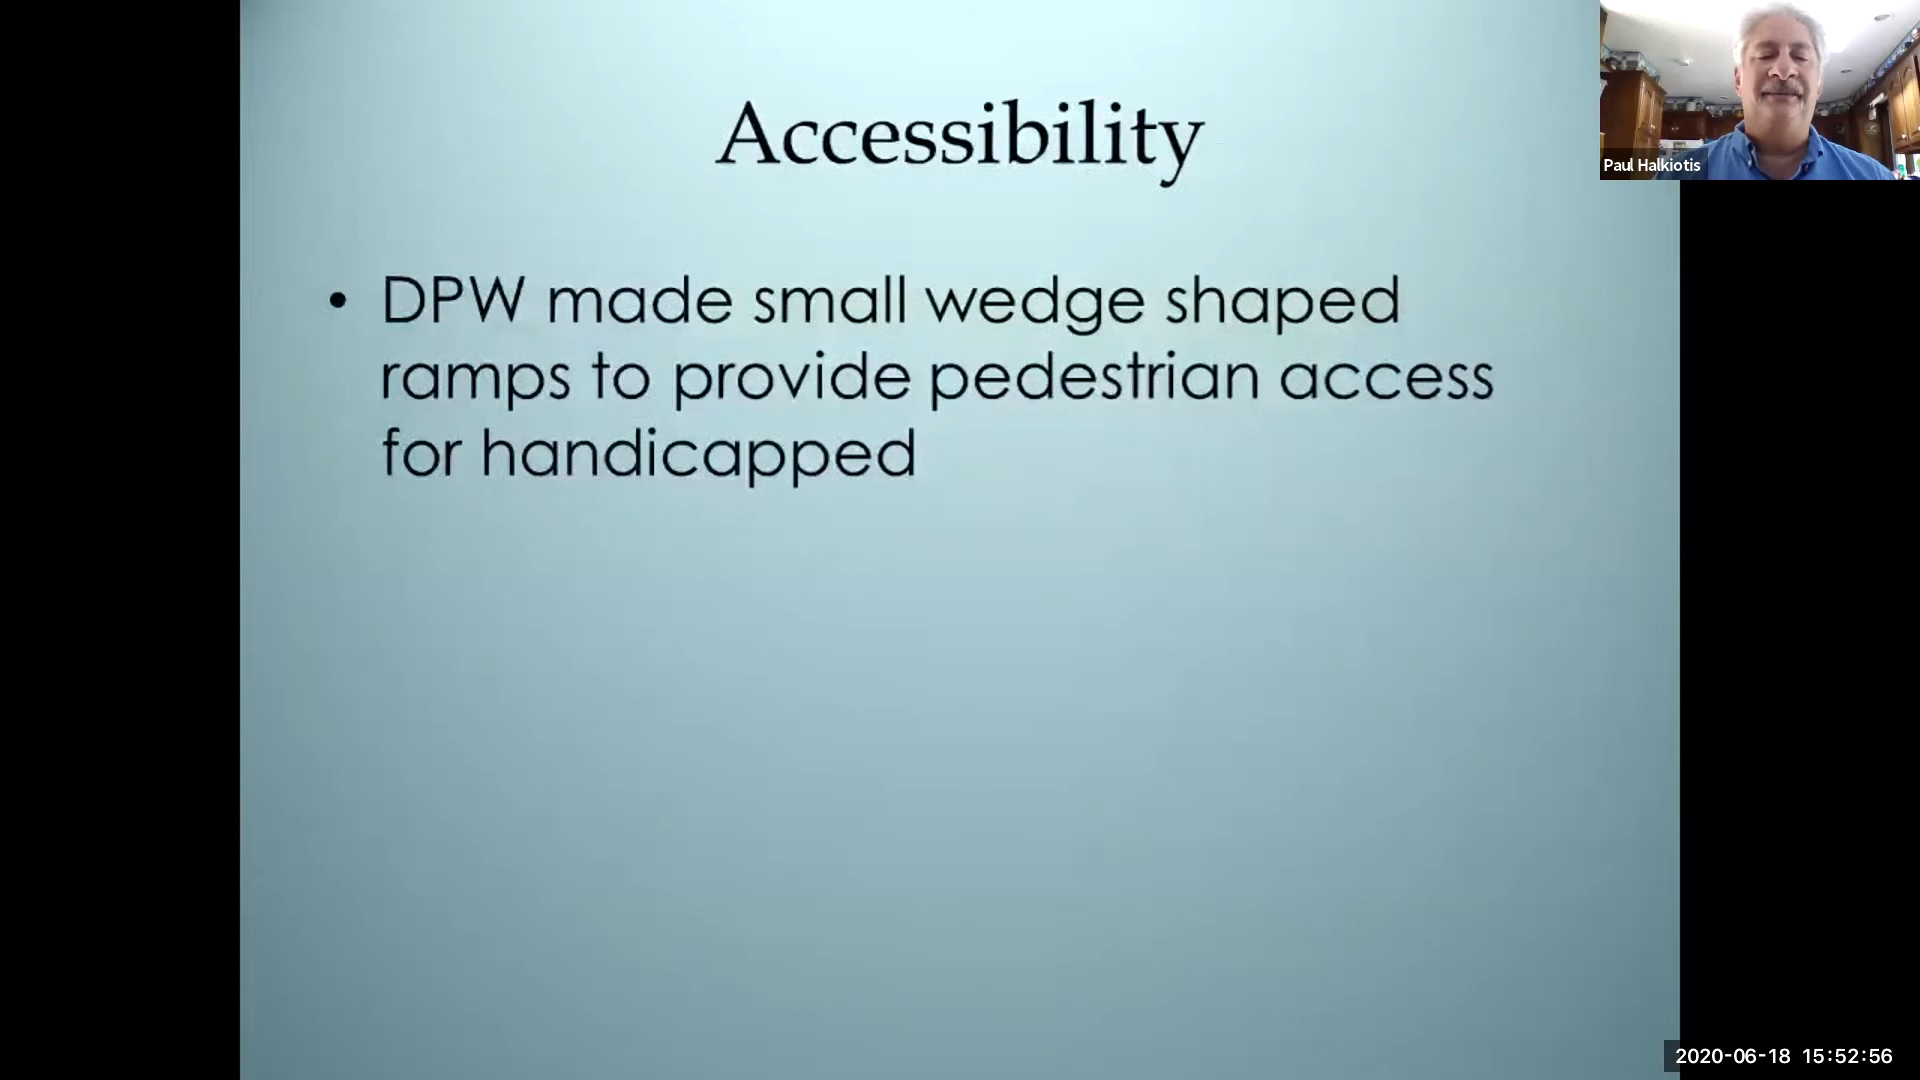 Accessibility
• DPW made small wedge shaped
ramps to provide pedestrian access
for handicapped
Paul Halkiotis
2020-06-18 15:52:56